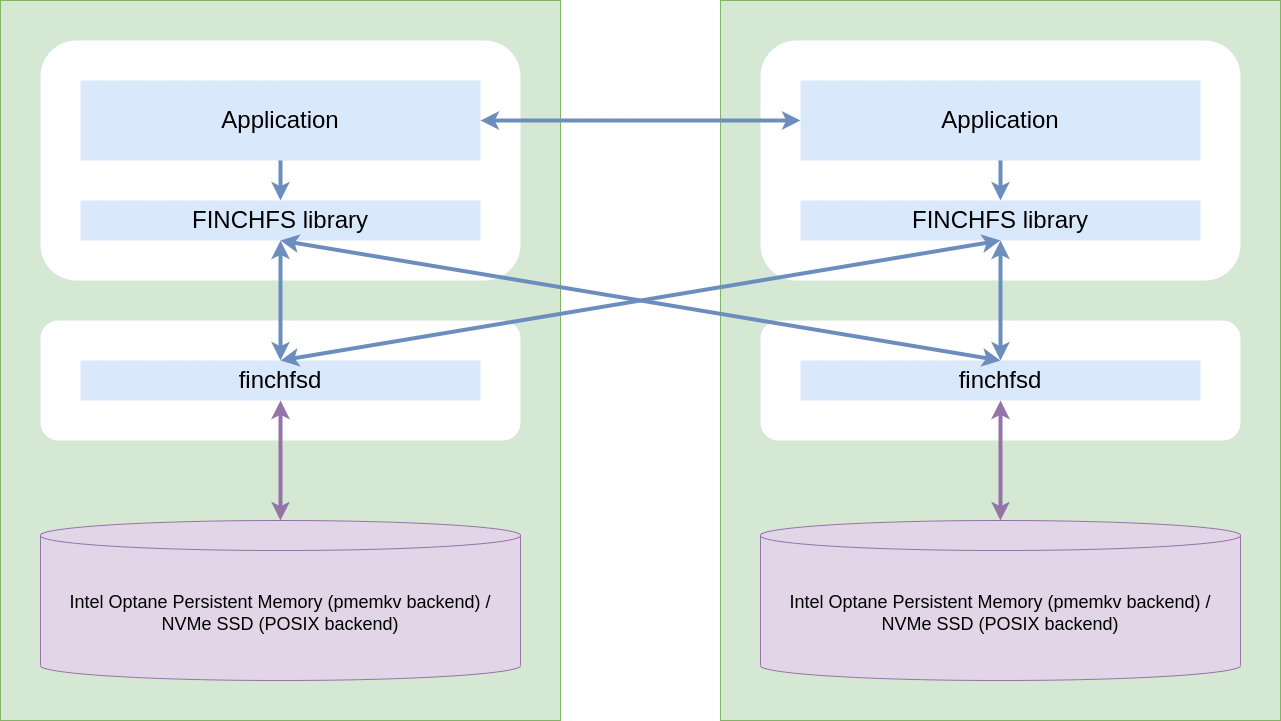 Application
FINCHFS library
finchfsd
Intel Optane Persistent Memory (pmemkv backend) /
NVMe SSD (POSIX backend)
Application
FINCHFS library
finchfsd
Intel Optane Persistent Memory (pmemkv backend) /
NVMe SSD (POSIX backend)